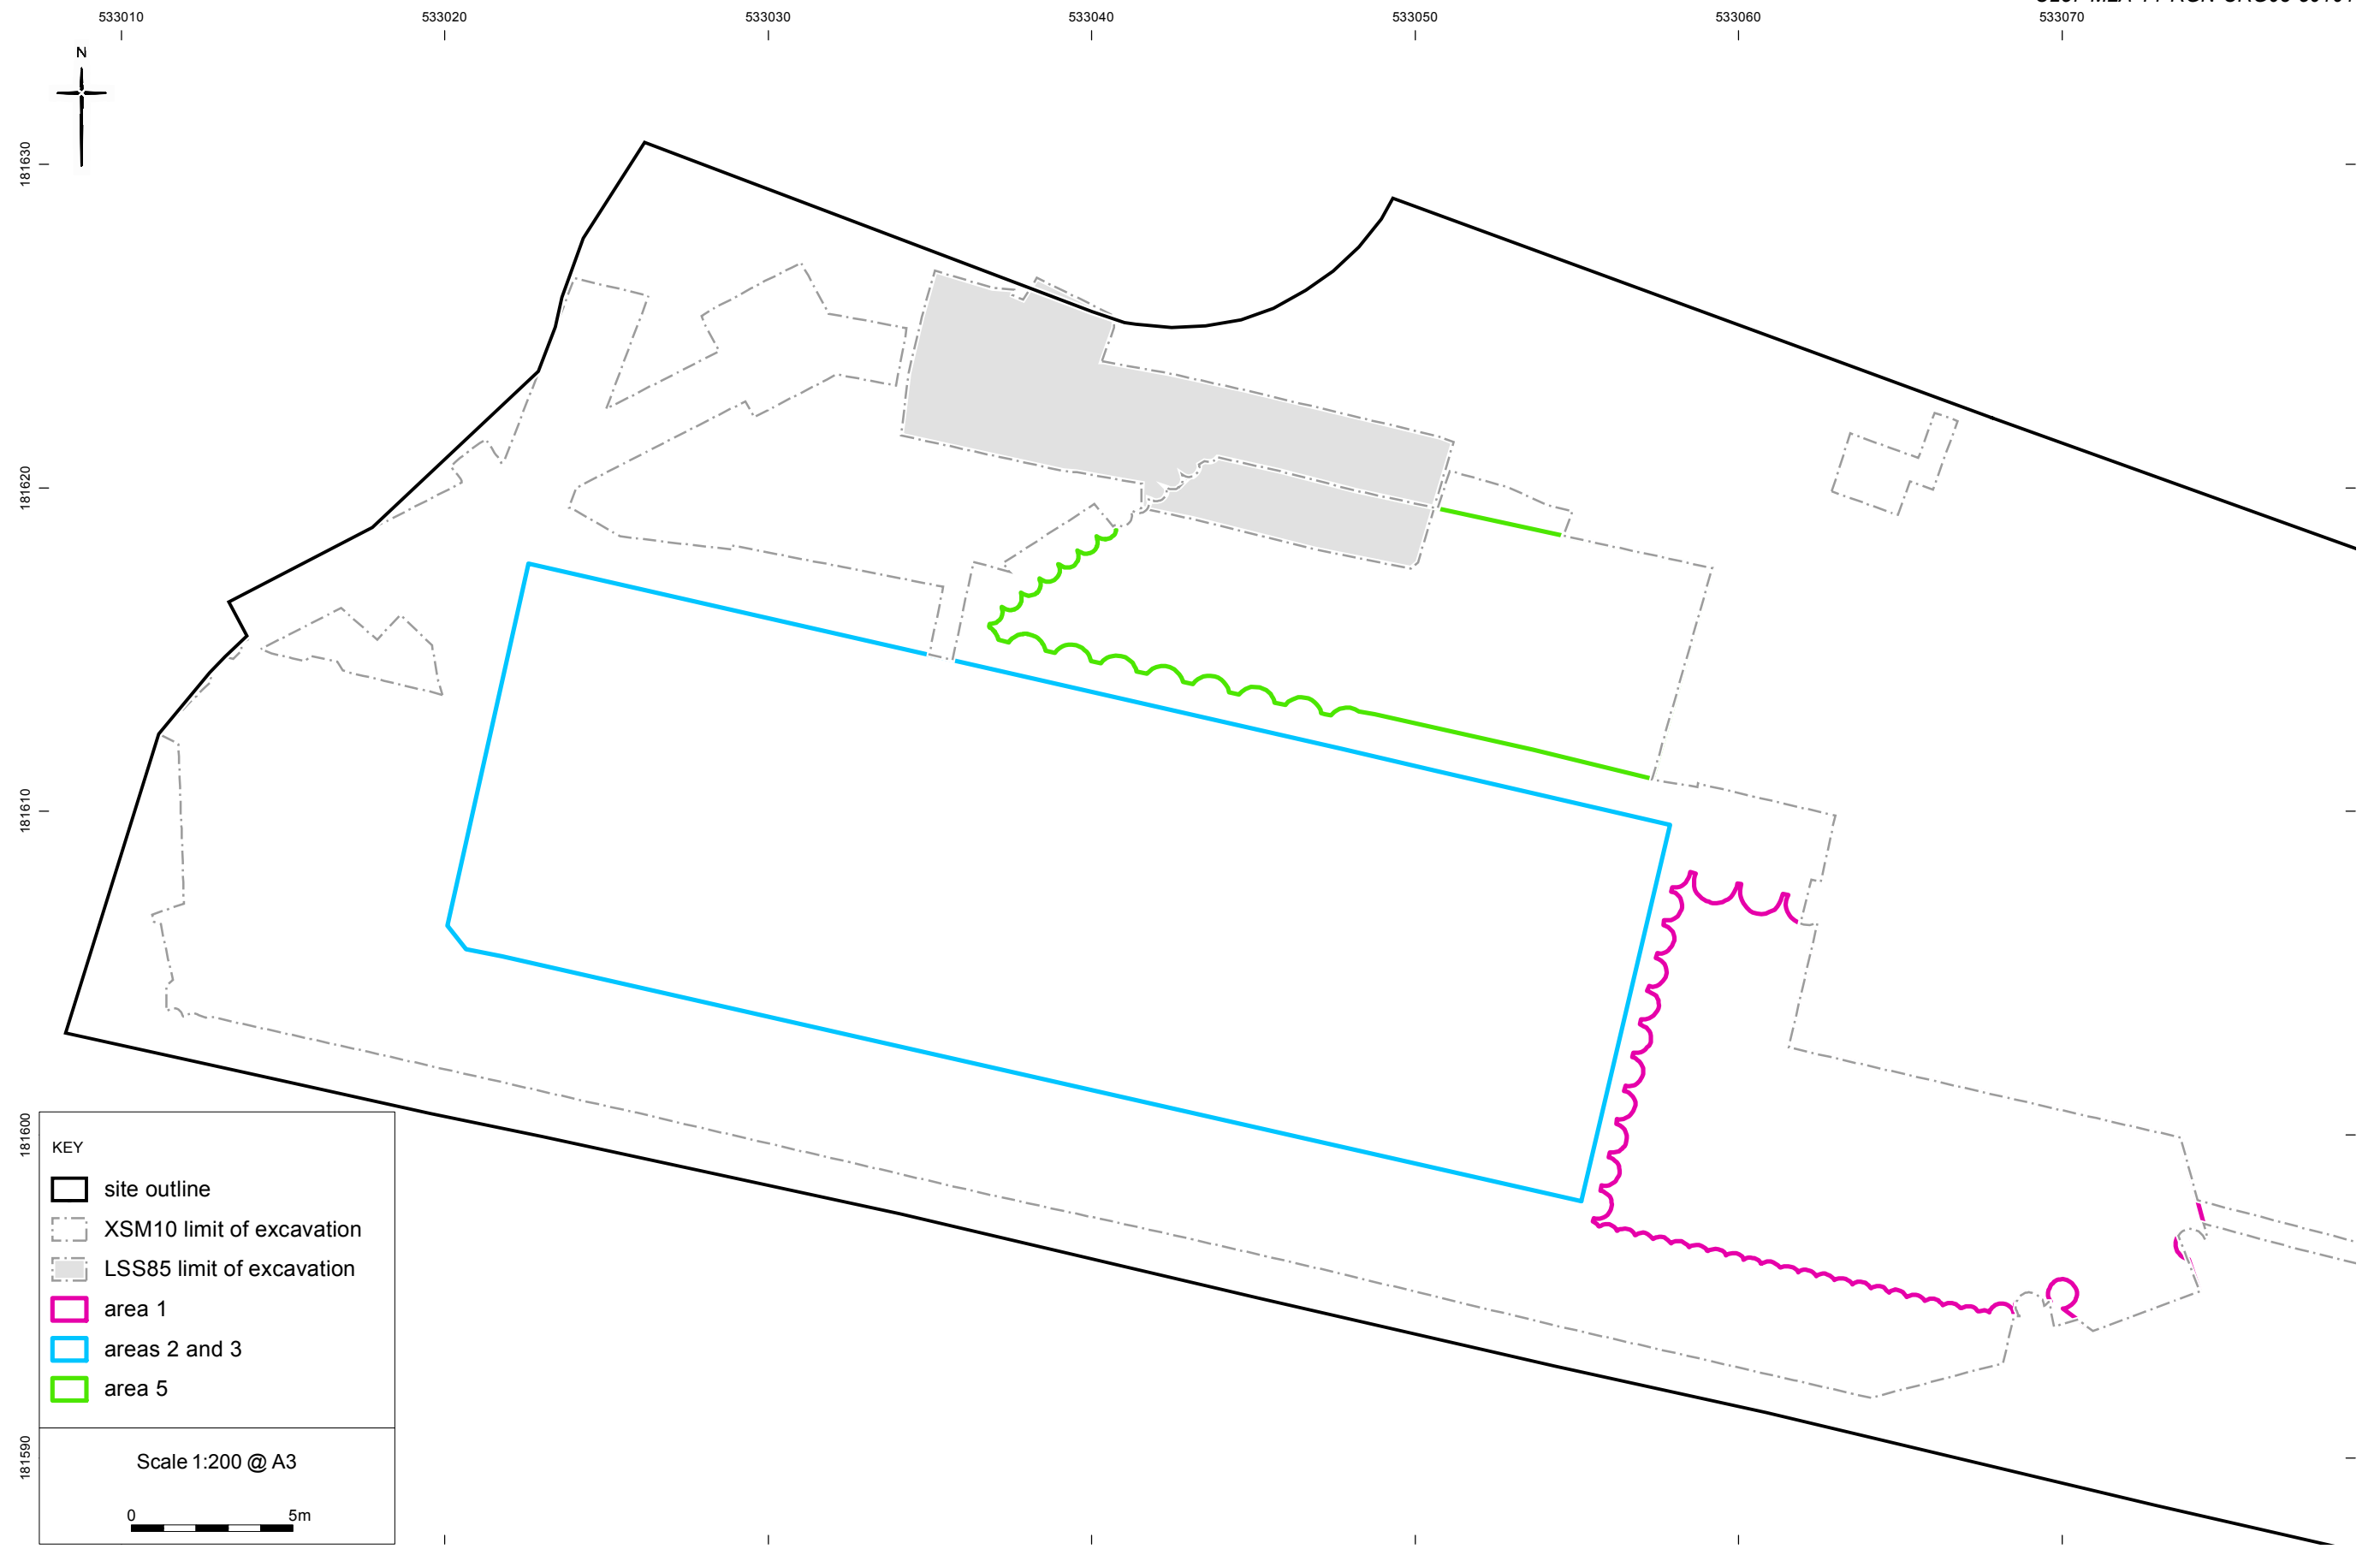 533010 533020 533030 533040 533050 533060 533070
N
181630
181620
181610
181600
181590
KEY
site outline
XSM10 limit of excavation
LSS85 limit of excavation
area 1
areas 2 and 3
area 5
Scale 1:200 @ A3
0 5m